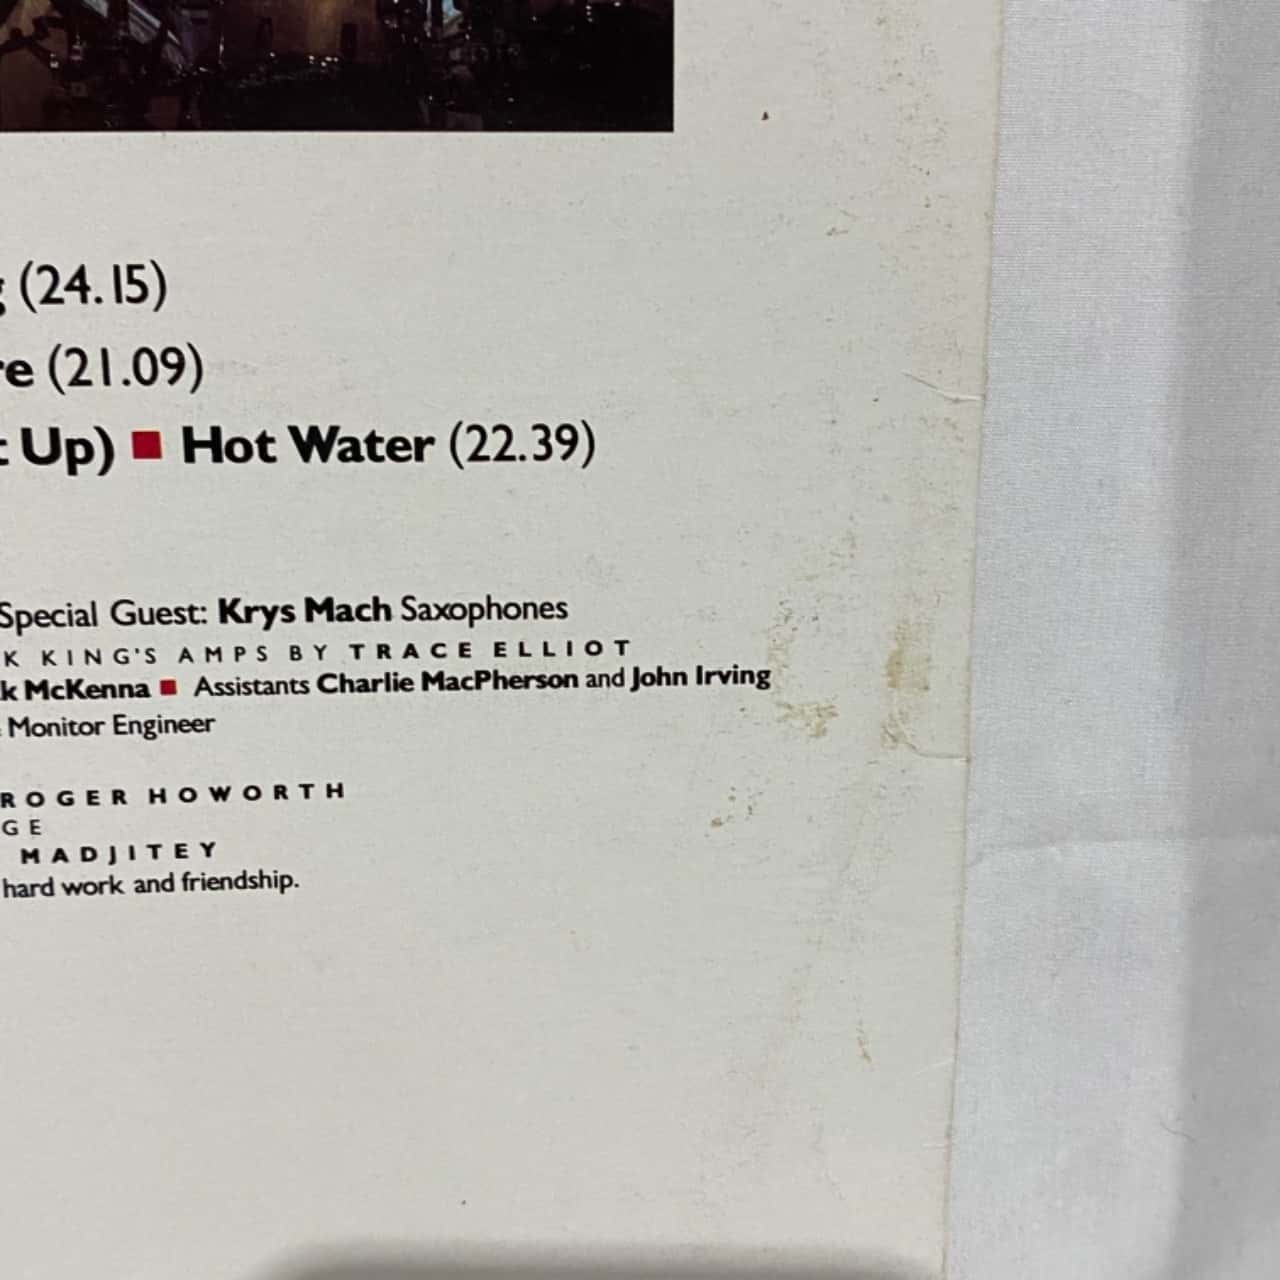 (24.15)
re (21.09)
t Up) ■ Hot Water (22.39)
Special Guest: Krys Mach Saxophones
K KING'S AMPS BY TRACE ELLIOT
k McKenna ■ Assistants Charlie MacPherson and John Irving
Monitor Engineer
ROGER HOWORTH
GE
MADJITEY
hard work and friendship.